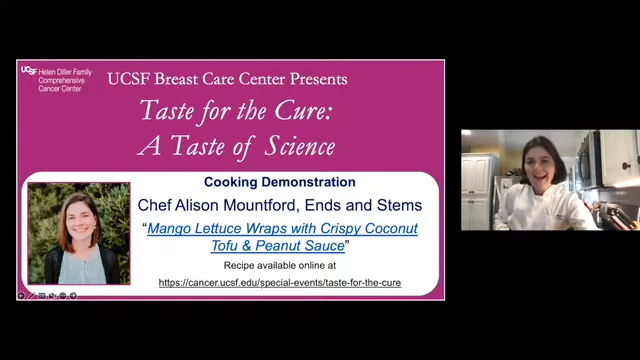 UCSF Helen Diller Family
Comprehensive
Cancer Center
UCSF Breast Care Center Presents
Taste for the Cure:
A Taste of Science
Cooking Demonstration
Chef Alison Mountford, Ends and Stems
“Mango Lettuce Wraps with Crispy Coconut
Tofu & Peanut Sauce”
Recipe available online at
https://cancer.ucsf.edu/special-events/taste-for-the-cure